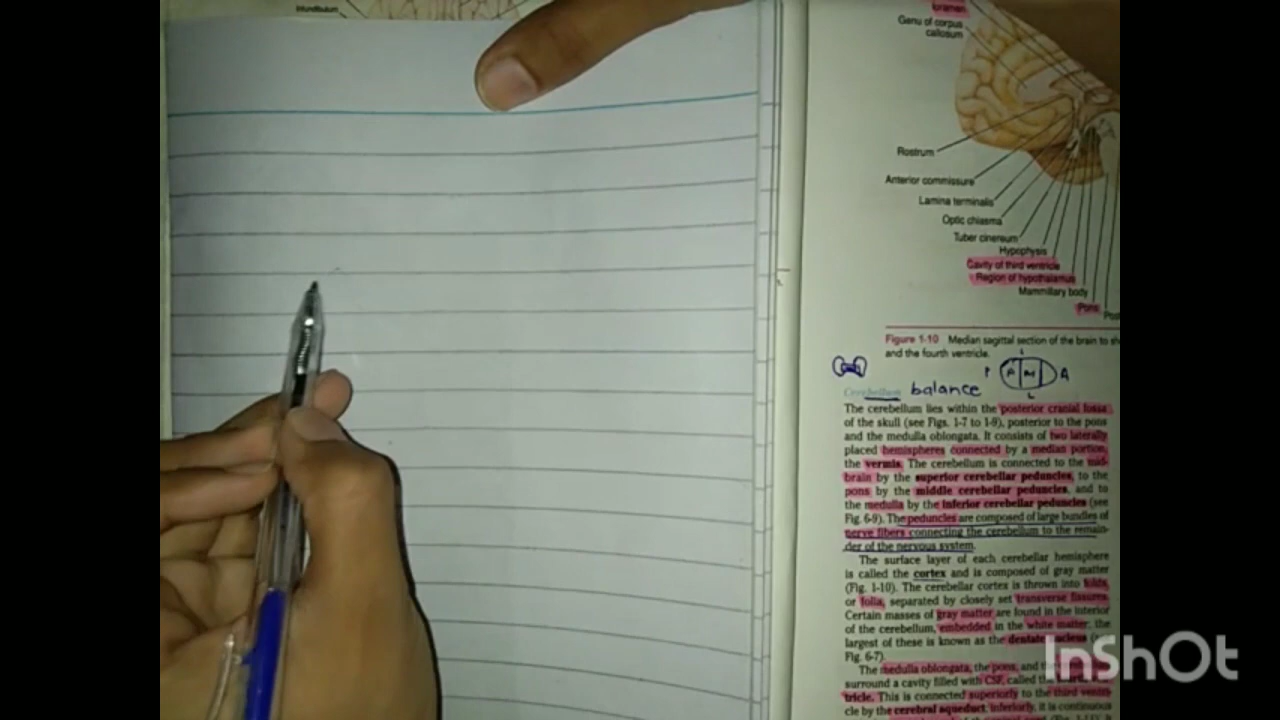 Infundibulum
foramen
Genu of corpus
callosum
Rostrum
Anterior commissure
Lamina terminalis
Optic chiasma
Tuber cinereum
Hypophysis
Cavity of third ventricle
Region of hypothalamus
Mammillary body
Pons
Figure 1-10 Median sagittal section of the brain to
and the fourth ventricle.
P A M A
L
Cerebellum balance
The cerebellum lies within the posterior cranial fossa
of the skull (see Figs. 1-7 to 1-9), posterior to the pons
and the medulla oblongata. It consists of two laterally
placed hemispheres connected by a median portion,
the vermis. The cerebellum is connected to the mid-
brain by the superior cerebellar peduncles, to the
pons by the middle cerebellar peduncles, and to
the medulla by the inferior cerebellar peduncles (see
Fig. 6-9). The peduncles are composed of large bundles of
nerve fibers connecting the cerebellum to the remain-
der of the nervous system.
The surface layer of each cerebellar hemisphere
is called the cortex and is composed of gray matter
(Fig. 1-10). The cerebellar cortex is thrown into folds,
or folia, separated by closely set transverse fissures.
Certain masses of gray matter are found in the interior
of the cerebellum, embedded in the white matter; the
largest of these is known as the dentate nucleus
Fig. 6-7).
The medulla oblongata, the pons, and the
surround a cavity filled with CSF, called the
tricle. This is connected superiorly to the third ventri-
cle by the cerebral aqueduct; inferiorly, it is continuous
InShOt